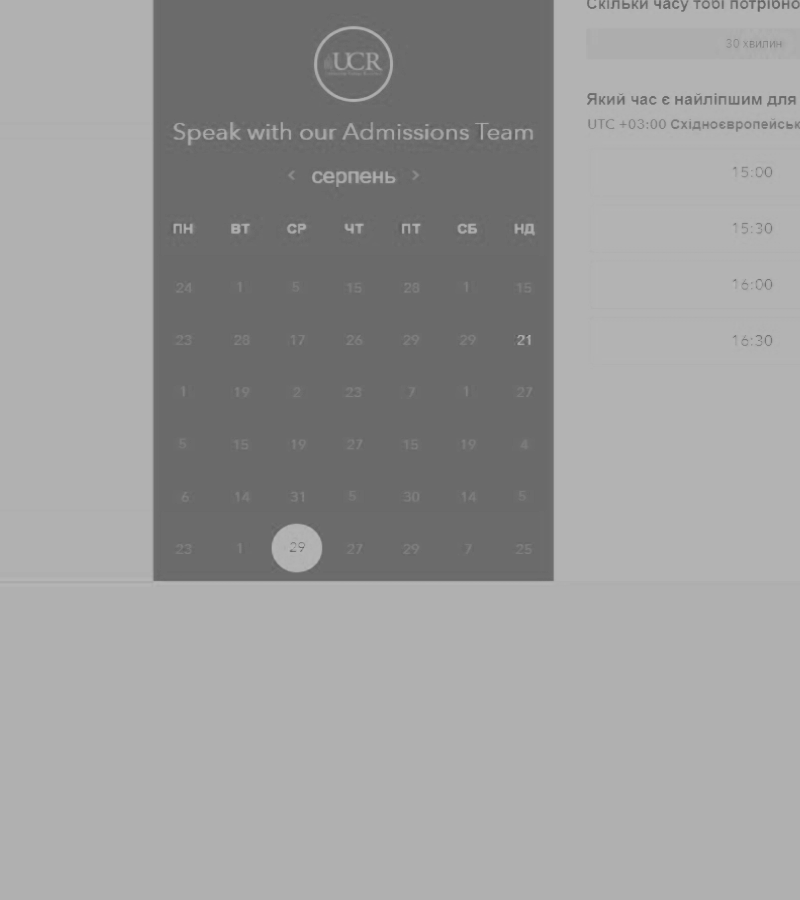 UCR
Speak with our Admissions Team
‹ серпень ›
ПН ВТ СР ЧТ ПТ СБ НД
24 1 5 15 28 1 15
23 28 17 26 29 29 21
1 19 2 23 7 1 27
5 15 19 27 15 19 4
6 14 31 5 30 14 5
23 1 29 27 29 7 25
Скільки часу тобі потрібно
30 хвилин
Який час є найліпшим для
UTC +03:00 Східноєвропейськ
15:00
15:30
16:00
16:30